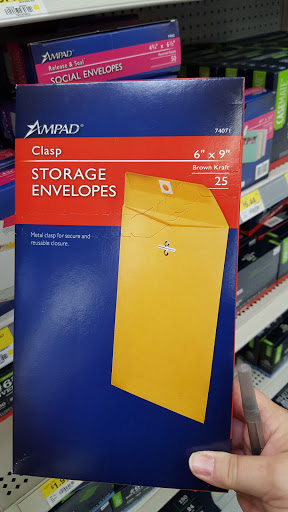 AMPAD
Release & Seal
SOCIAL ENVELOPES
50
AMPAD®
74071
Clasp
6" x 9"
STORAGE
Brown Kraft
ENVELOPES
25
Metal clasp for secure and
reusable closure.